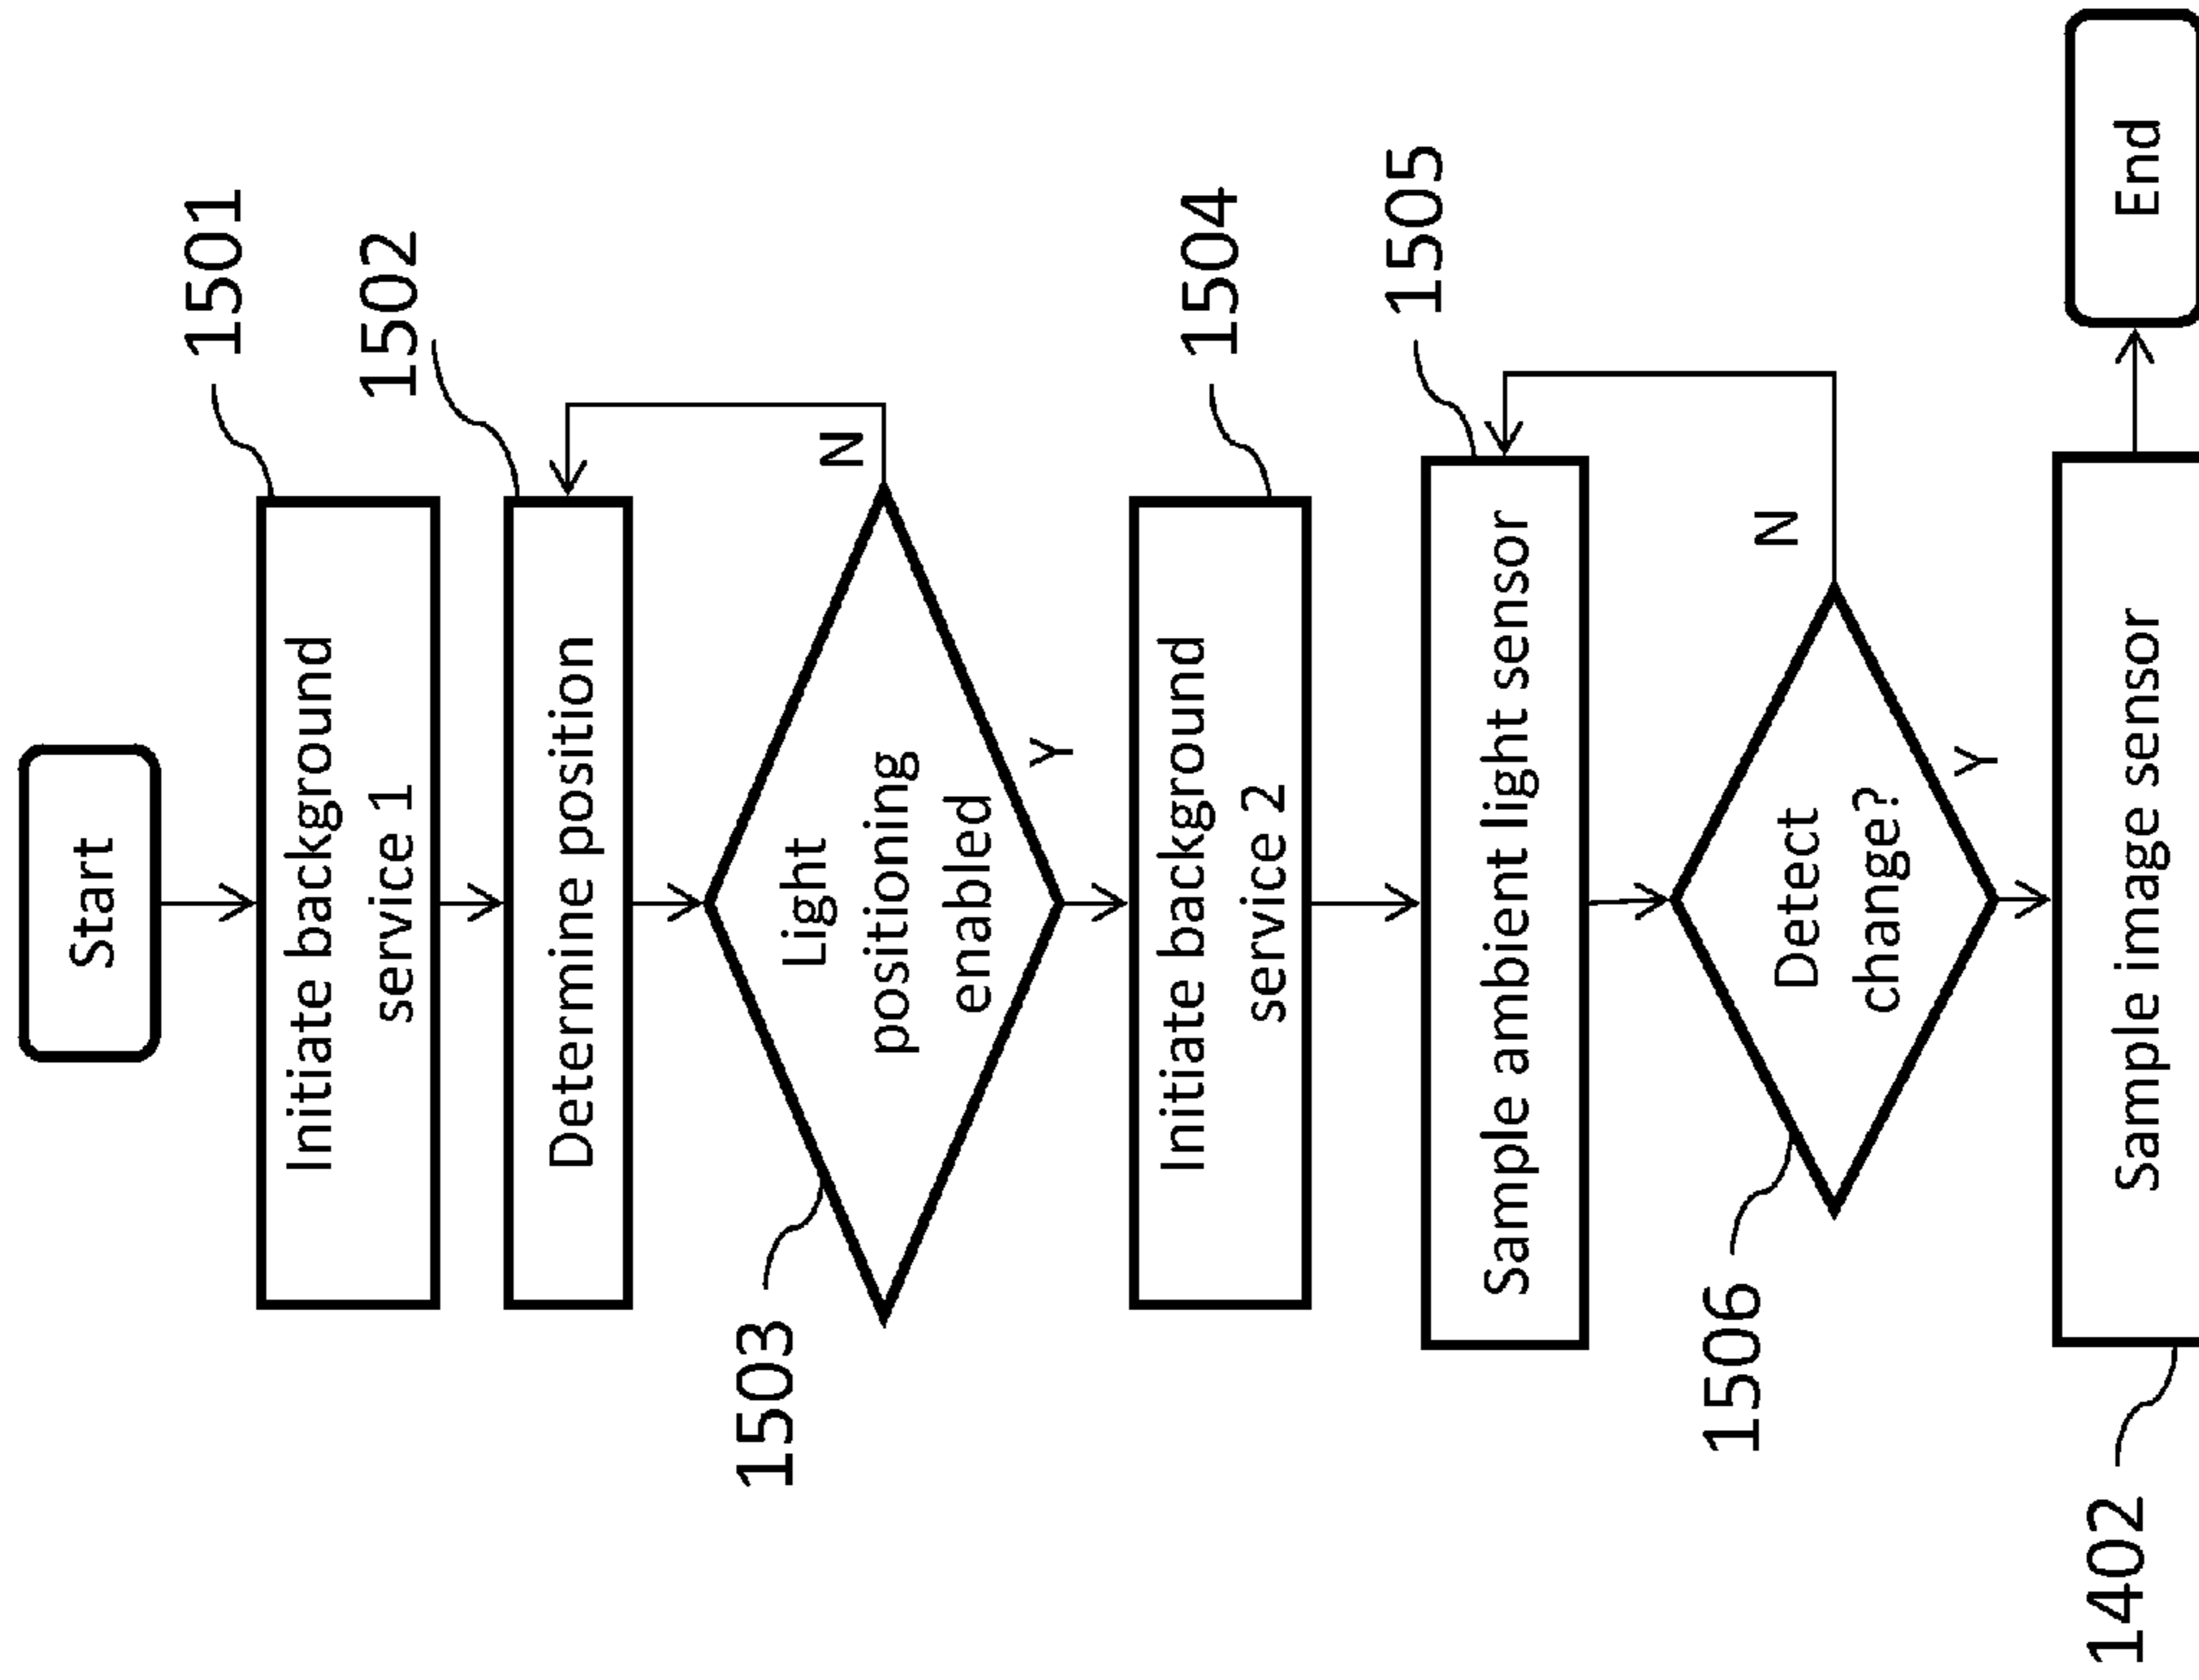 Start
1501
Initiate background
service 1
1502
Determine position
1503
Light
positioning
enabled
N
Y
1504
Initiate background
service 2
1505
Sample ambient light sensor
1506
Detect
change?
N
Y
1402
Sample image sensor
End